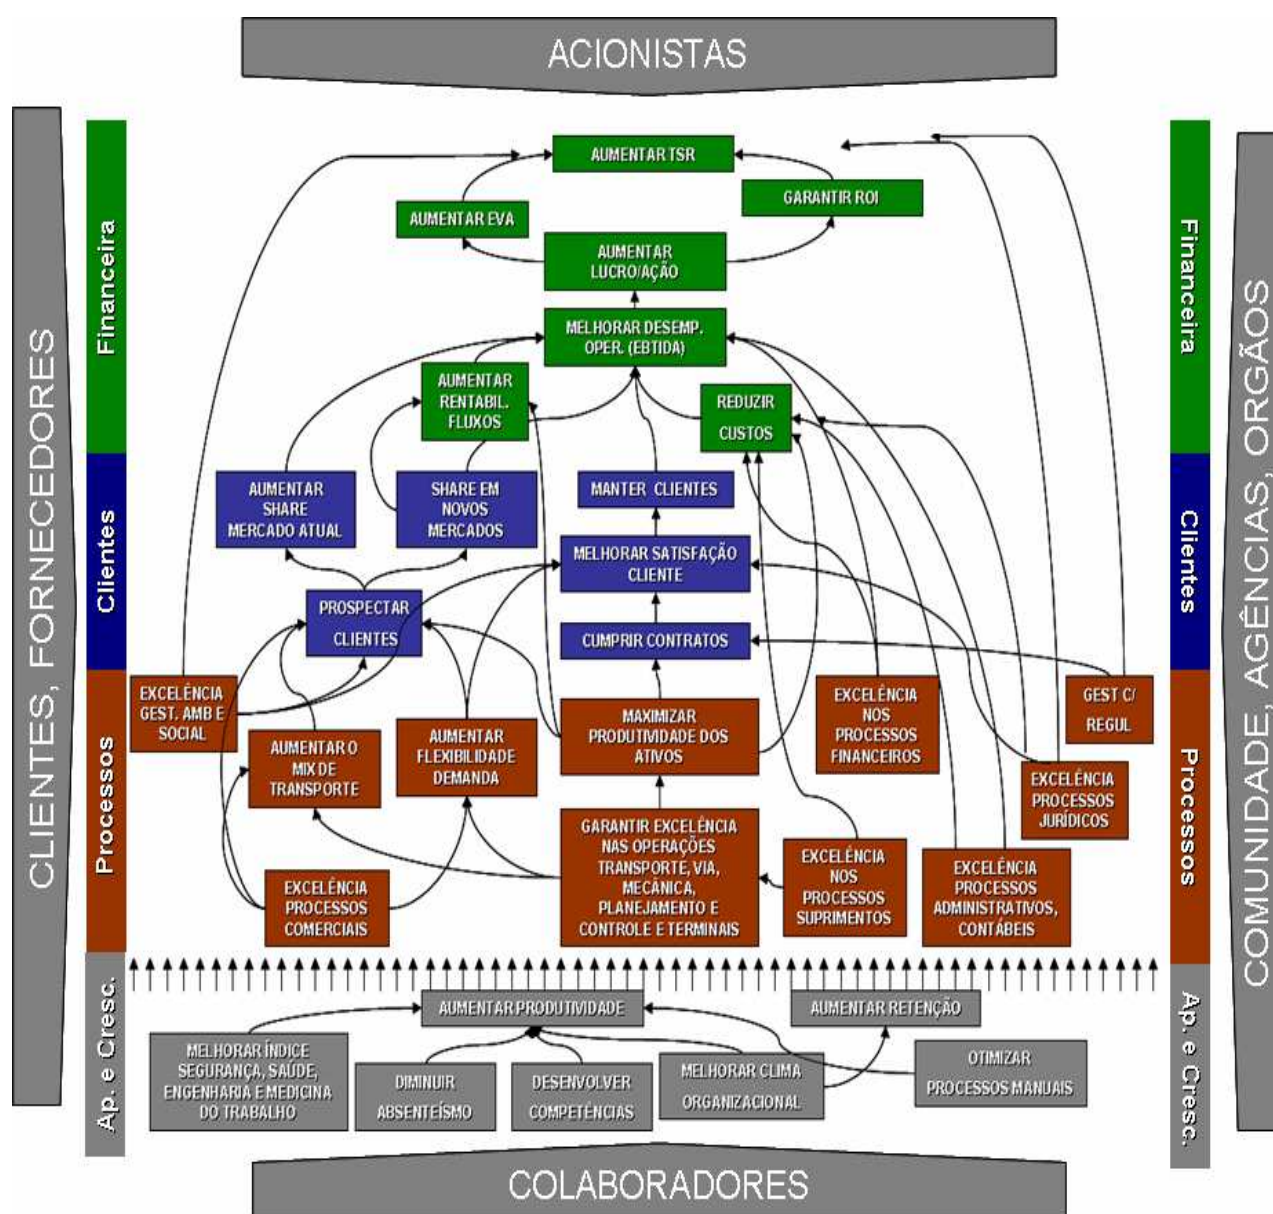 ACIONISTAS
CLIENTES, FORNECEDORES
COMUNIDADE, AGÊNCIAS, ORGÃOS
Financeira
Financeira
AUMENTAR TSR
GARANTIR ROI
AUMENTAR EVA
AUMENTAR
LUCRO/AÇÃO
MELHORAR DESEMP.
OPER. (EBTIDA)
AUMENTAR
RENTABIL.
FLUXOS
REDUZIR
CUSTOS
Clientes
Clientes
AUMENTAR
SHARE
MERCADO ATUAL
SHARE EM
NOVOS
MERCADOS
MANTER CLIENTES
MELHORAR SATISFAÇÃO
CLIENTE
PROSPECTAR
CLIENTES
CUMPRIR CONTRATOS
Processos
Processos
EXCELÊNCIA
GEST. AMB E
SOCIAL
AUMENTAR O
MIX DE
TRANSPORTE
AUMENTAR
FLEXIBILIDADE
DEMANDA
MAXIMIZAR
PRODUTIVIDADE DOS
ATIVOS
EXCELÊNCIA
NOS
PROCESSOS
FINANCEIROS
GEST C/
REGUL
EXCELÊNCIA
PROCESSOS
JURÍDICOS
EXCELÊNCIA
PROCESSOS
COMERCIAIS
GARANTIR EXCELÊNCIA
NAS OPERAÇÕES
TRANSPORTE, VIA,
MECÂNICA,
PLANEJAMENTO E
CONTROLE E TERMINAIS
EXCELÊNCIA
NOS
PROCESSOS
SUPRIMENTOS
EXCELÊNCIA
PROCESSOS
ADMINISTRATIVOS,
CONTÁBEIS
Ap. e Cresc.
Ap. e Cresc.
AUMENTAR PRODUTIVIDADE
AUMENTAR RETENÇÃO
MELHORAR ÍNDICE
SEGURANÇA, SAÚDE,
ENGENHARIA E MEDICINA
DO TRABALHO
DIMINUIR
ABSENTEÍSMO
DESENVOLVER
COMPETÊNCIAS
MELHORAR CLIMA
ORGANIZACIONAL
OTIMIZAR
PROCESSOS MANUAIS
COLABORADORES